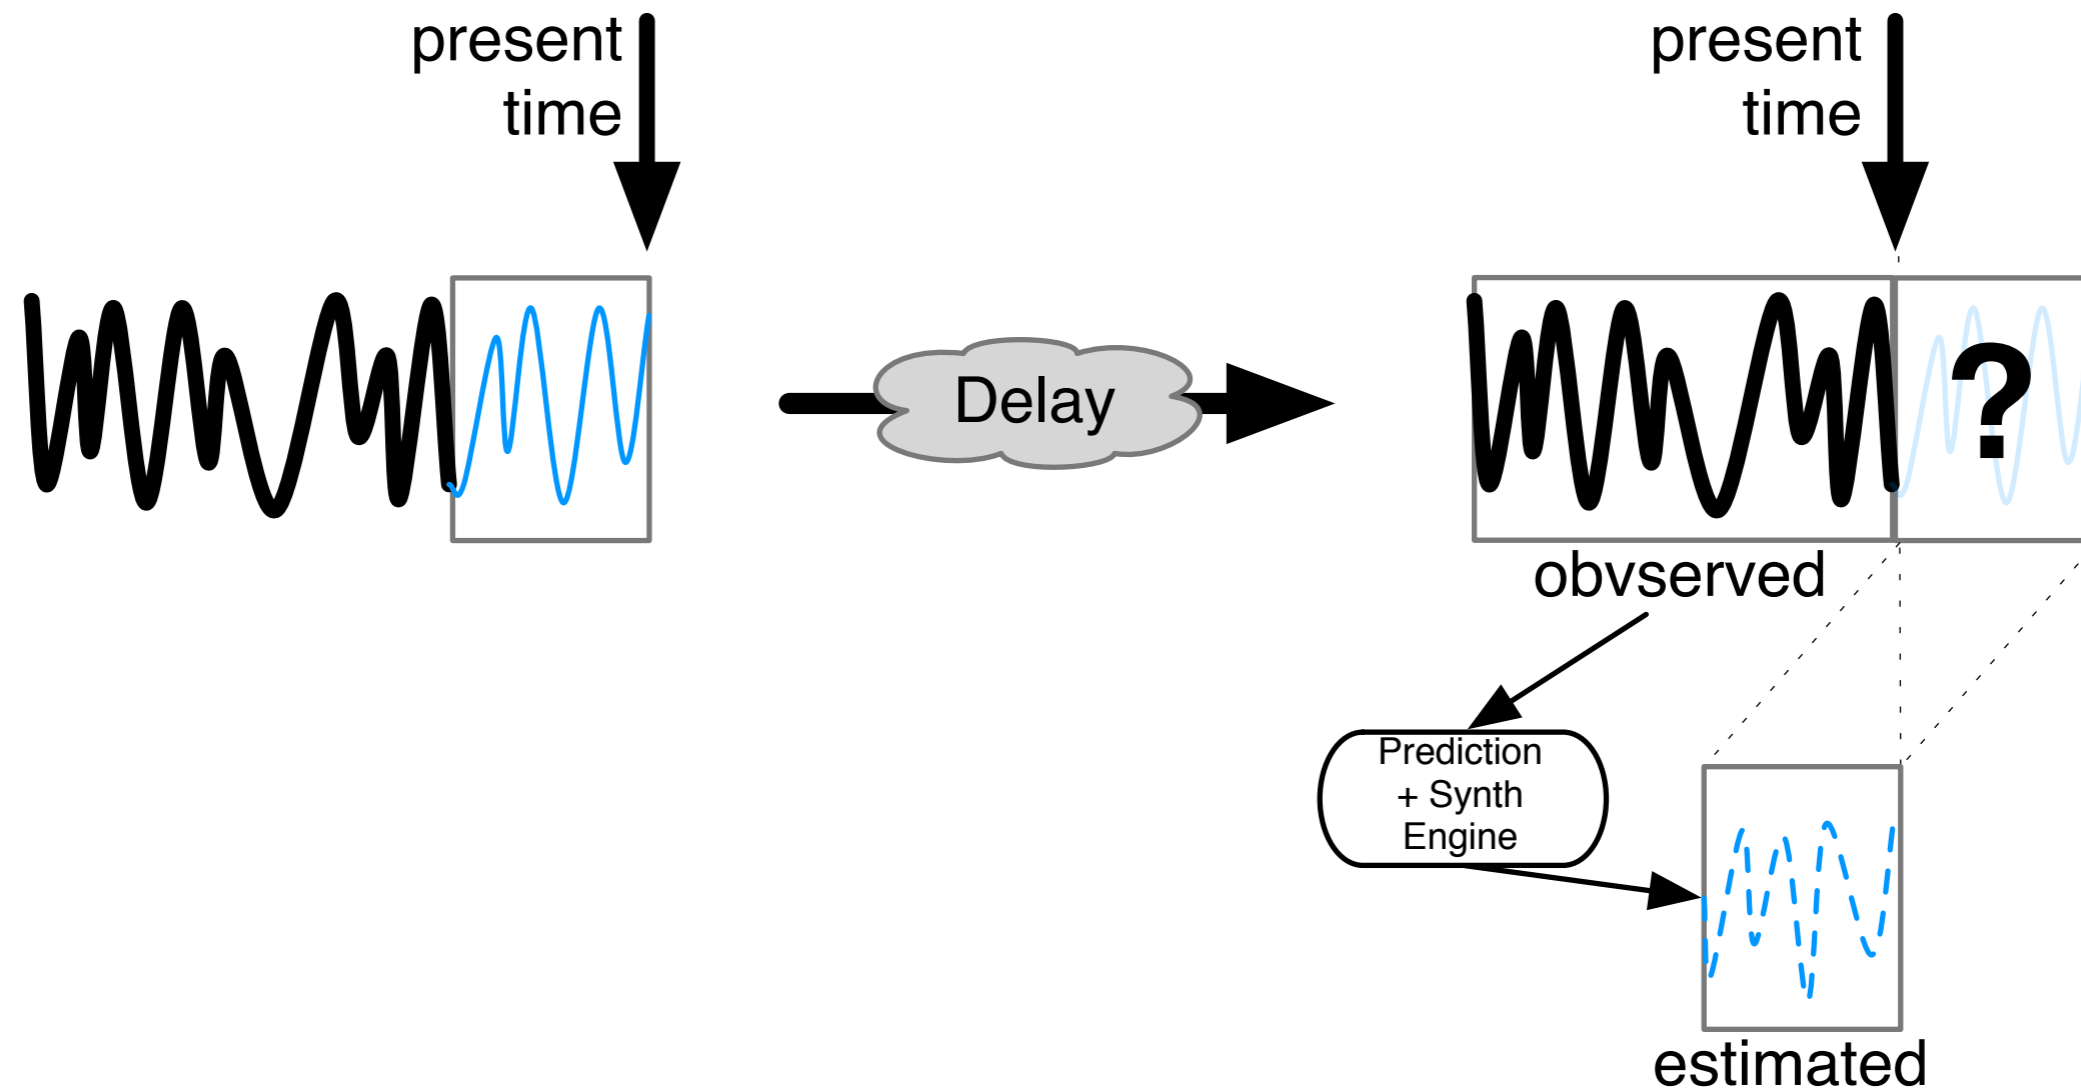 present
time
present
time
Delay
?
obvserved
Prediction
+ Synth
Engine
estimated